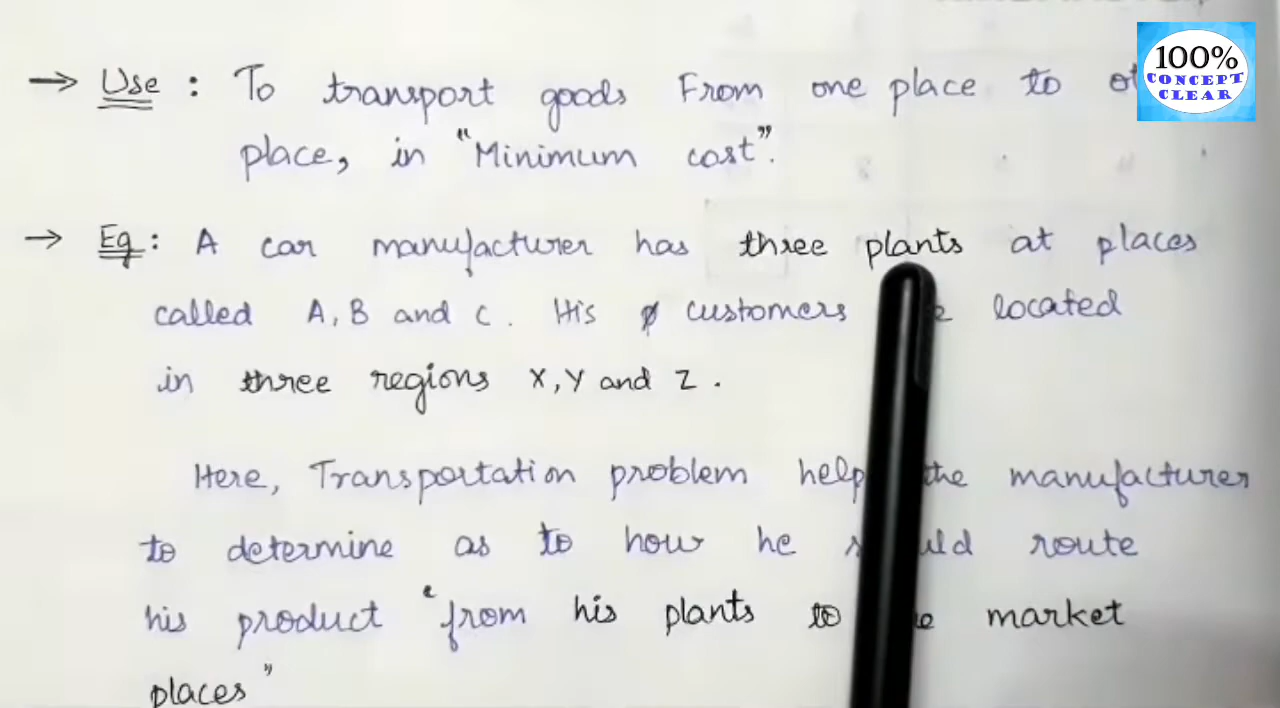 → Use : To transport goods From one place to
place, in "Minimum cost".
→ Eg : A car manufacturer has three plants at places
called A, B and C. His customers located
in three regions X, Y and Z.
Here, Transportation problem help the manufacturer
to determine as to how he route
his product "from his plants to market
places"
100%
CONCEPT
CLEAR